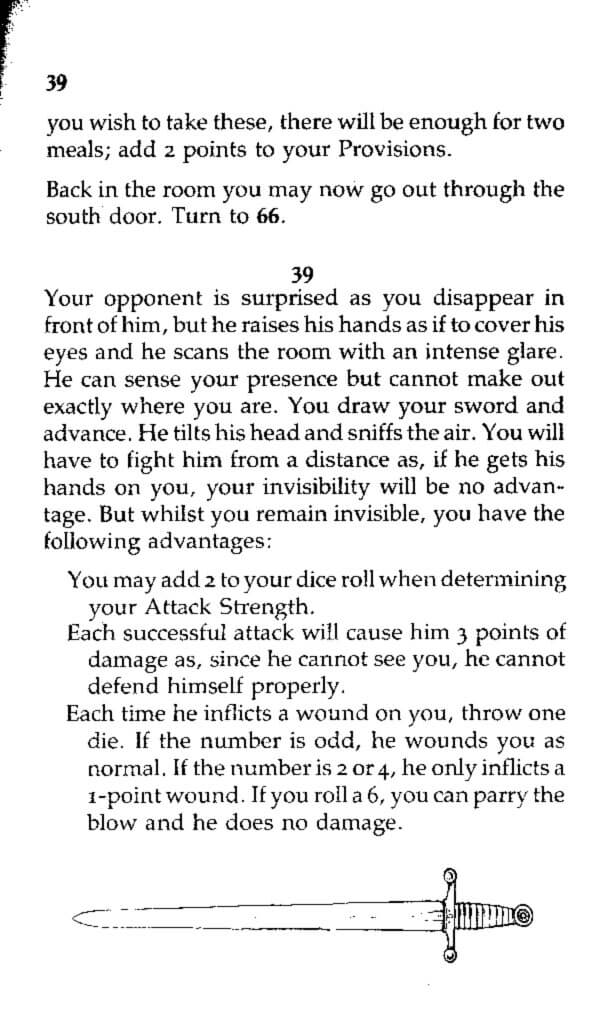 39
you wish to take these, there will be enough for two
meals; add 2 points to your Provisions.
Back in the room you may now go out through the
south door. Turn to 66.
39
Your opponent is surprised as you disappear in
front of him, but he raises his hands as if to cover his
eyes and he scans the room with an intense glare.
He can sense your presence but cannot make out
exactly where you are. You draw your sword and
advance. He tilts his head and sniffs the air. You will
have to fight him from a distance as, if he gets his
hands on you, your invisibility will be no advan-
tage. But whilst you remain invisible, you have the
following advantages:
You may add 2 to your dice roll when determining
your Attack Strength.
Each successful attack will cause him 3 points of
damage as, since he cannot see you, he cannot
defend himself properly.
Each time he inflicts a wound on you, throw one
die. If the number is odd, he wounds you as
normal. If the number is 2 or 4, he only inflicts a
1-point wound. If you roll a 6, you can parry the
blow and he does no damage.